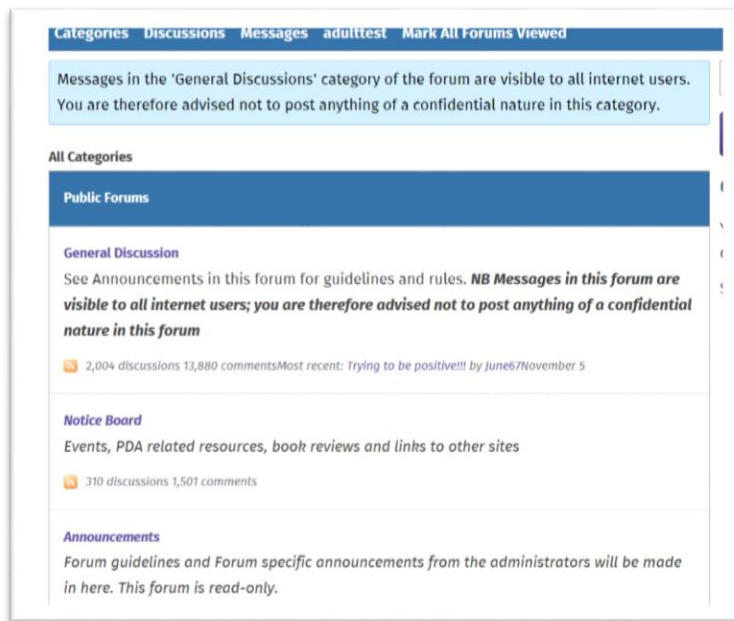 Categories Discussions Messages adulttest Mark All Forums Viewed
Messages in the 'General Discussions' category of the forum are visible to all internet users.
You are therefore advised not to post anything of a confidential nature in this category.
All Categories
Public Forums
General Discussion
See Announcements in this forum for guidelines and rules. NB Messages in this forum are
visible to all internet users; you are therefore advised not to post anything of a confidential
nature in this forum
2,004 discussions 13,880 commentsMost recent: Trying to be positive!!! by June67November 5
Notice Board
Events, PDA related resources, book reviews and links to other sites
310 discussions 1,501 comments
Announcements
Forum guidelines and Forum specific announcements from the administrators will be made
in here. This forum is read-only.